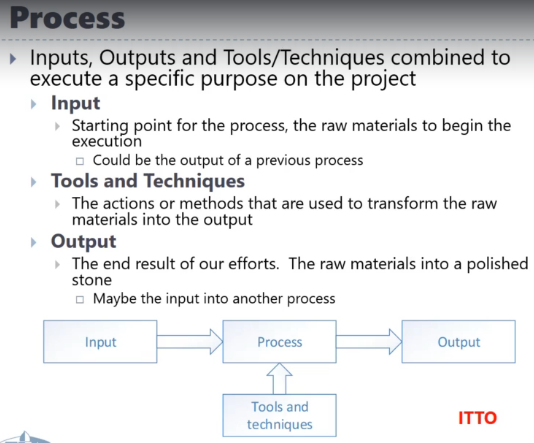 Process
Inputs, Outputs and Tools/Techniques combined to
execute a specific purpose on the project
Input
Starting point for the process, the raw materials to begin the
execution
Could be the output of a previous process
Tools and Techniques
The actions or methods that are used to transform the raw
materials into the output
Output
The end result of our efforts. The raw materials into a polished
stone
Maybe the input into another process
Input
Process
Output
Tools and
techniques
ITTO